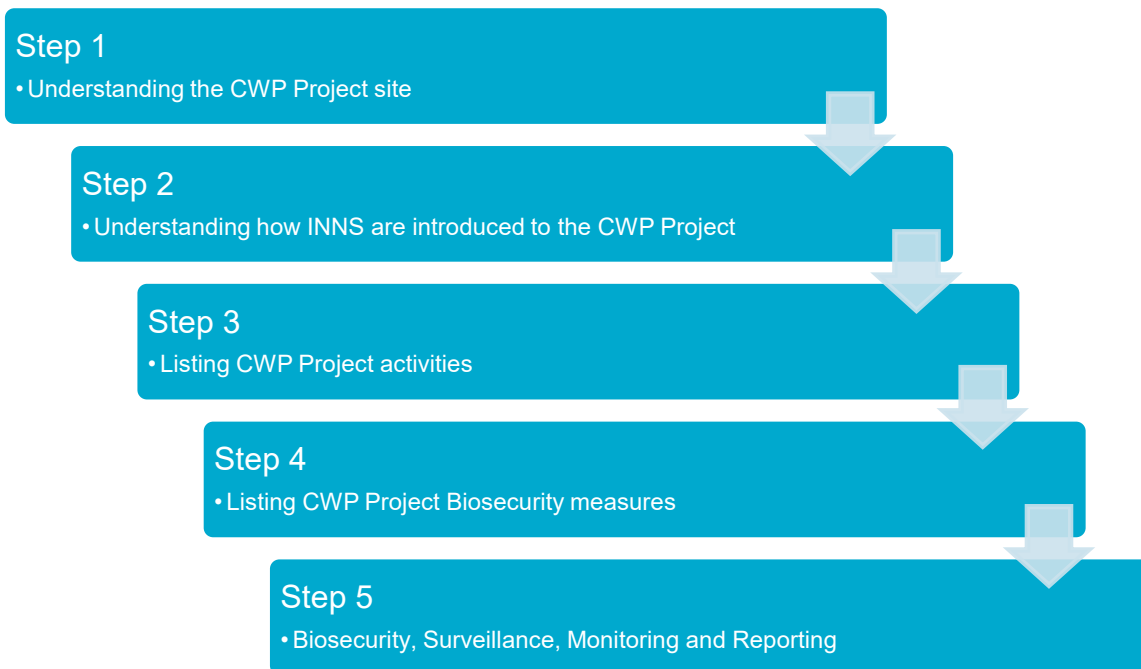 Step 1
• Understanding the CWP Project site
Step 2
• Understanding how INNS are introduced to the CWP Project
Step 3
• Listing CWP Project activities
Step 4
• Listing CWP Project Biosecurity measures
Step 5
• Biosecurity, Surveillance, Monitoring and Reporting